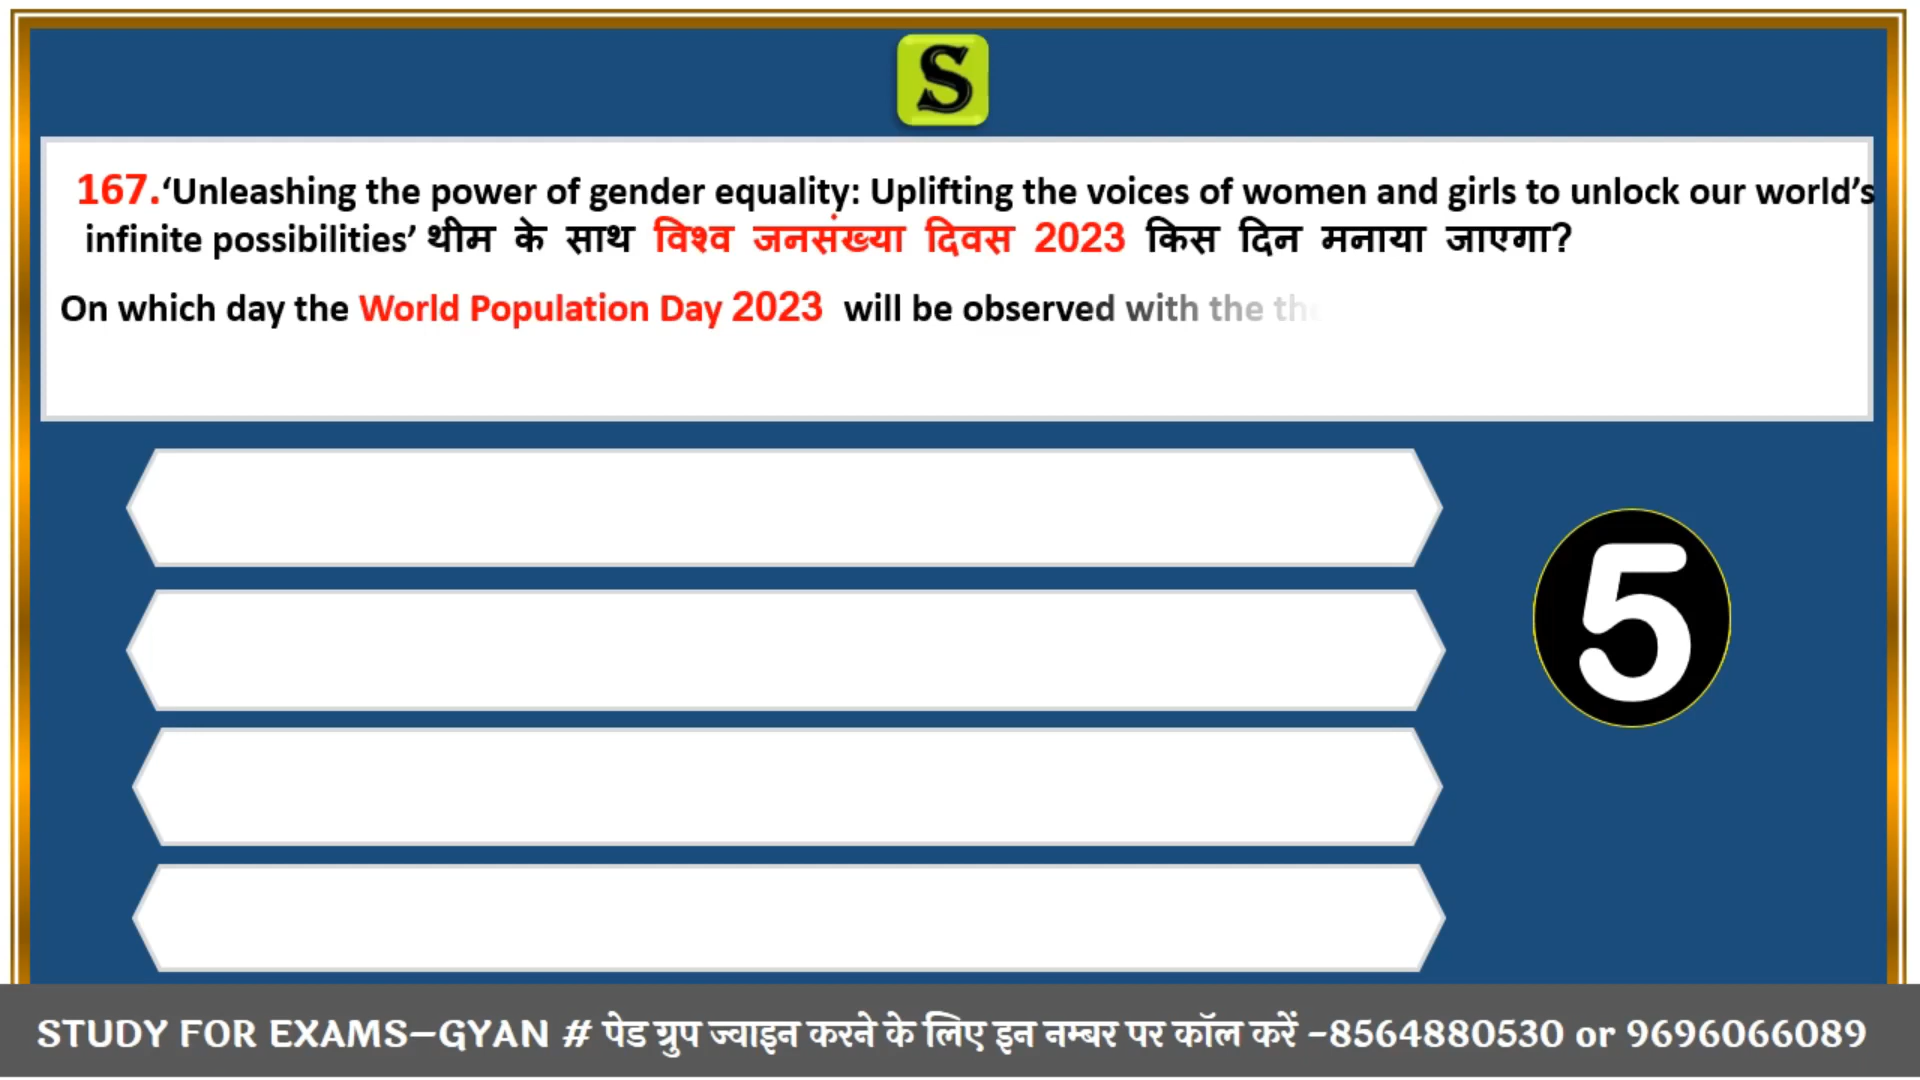 S
167.‘Unleashing the power of gender equality: Uplifting the voices of women and girls to unlock our world’s
infinite possibilities’ थीम के साथ विश्व जनसंख्या दिवस 2023 किस दिन मनाया जाएगा?
On which day the World Population Day 2023 will be observed with the
5
STUDY FOR EXAMS–GYAN # पेड ग्रुप ज्वाइन करने के लिए इन नम्बर पर कॉल करें –8564880530 or 9696066089